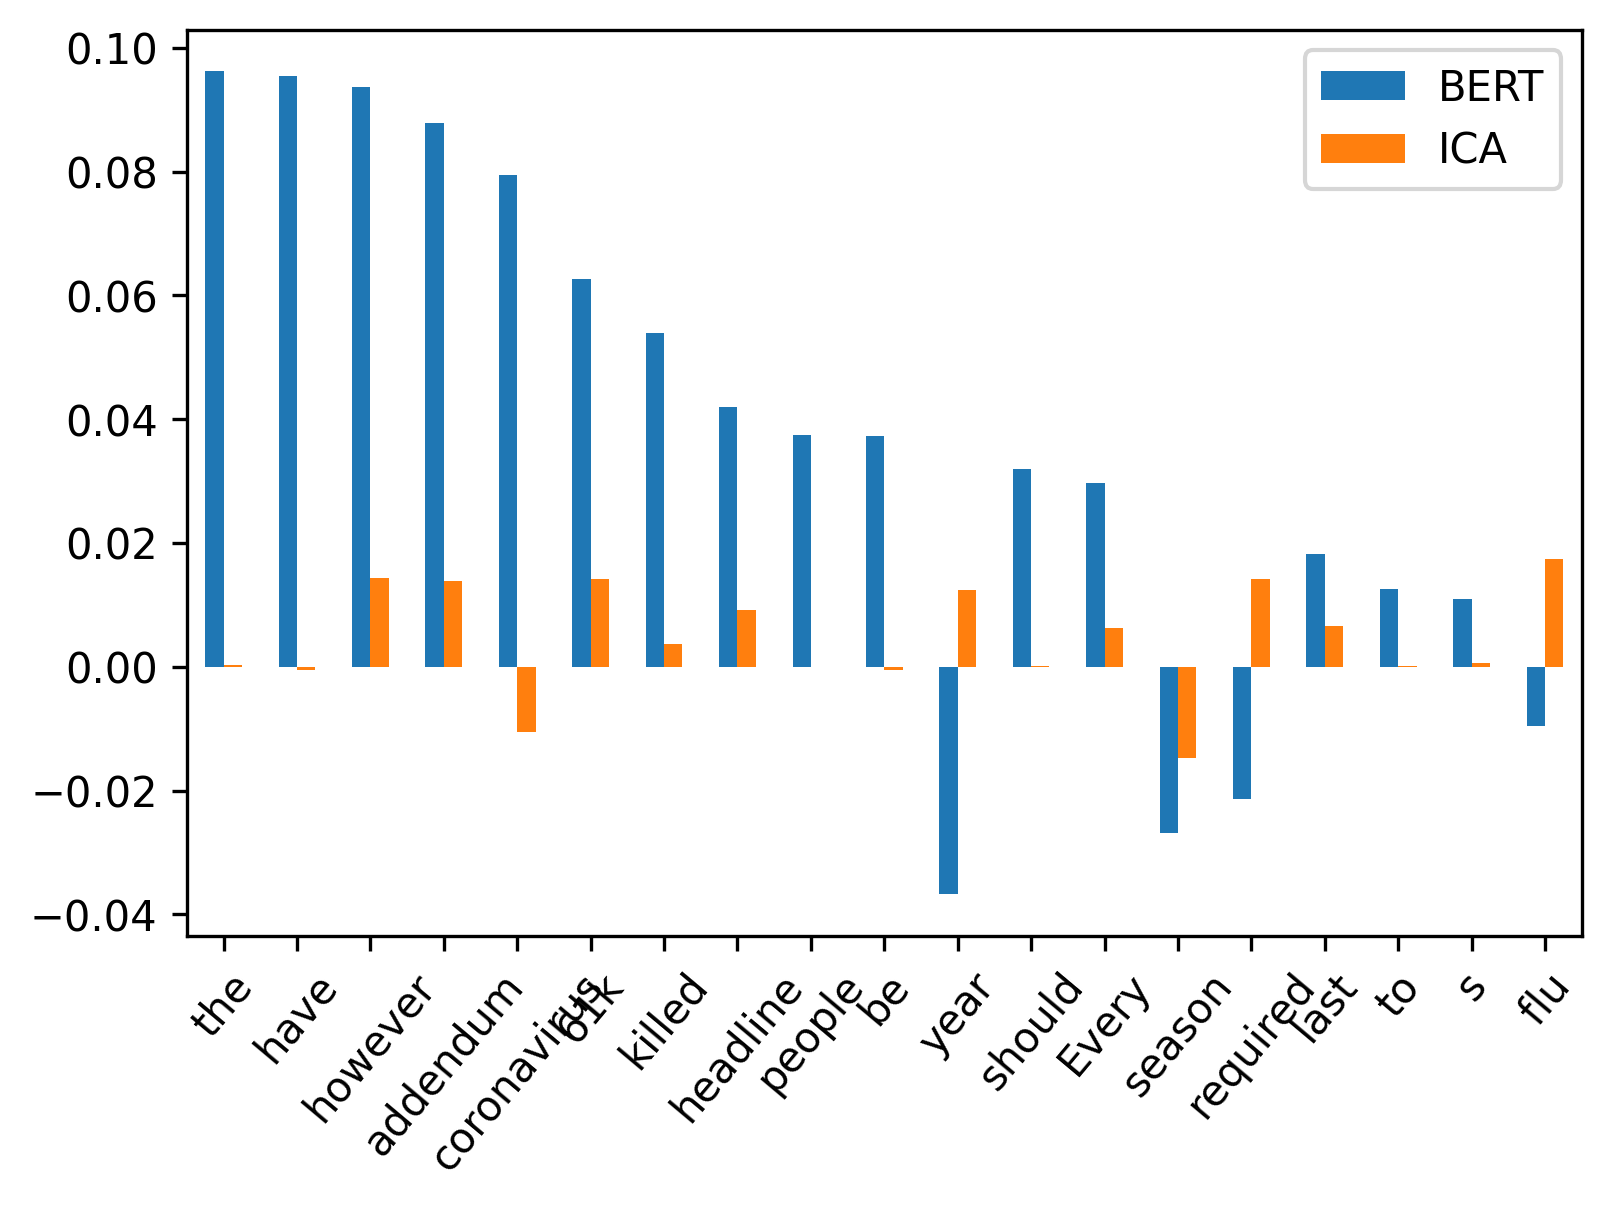 0.10
0.08
0.06
0.04
0.02
0.00
−0.02
−0.04
BERT
ICA
the
have
however
addendum
coronavirus
61k
killed
headline
people
be
year
should
Every
season
required
last
to
s
flu